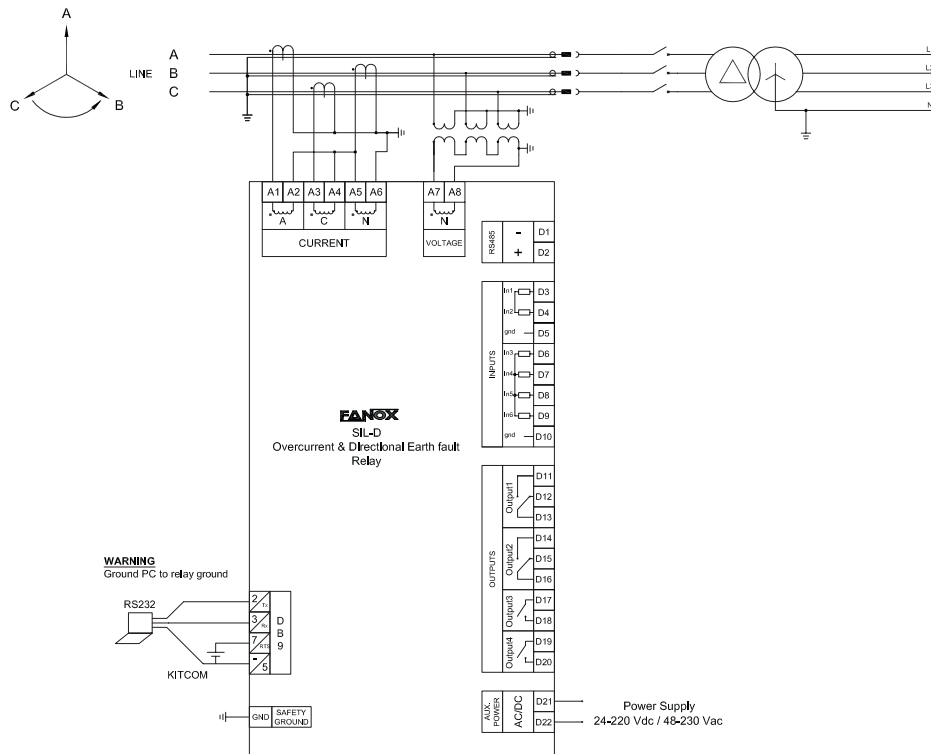 A
C
B
LINE
A
B
C
L
L
L
N
A1 A2 A3 A4 A5 A6
A C N
CURRENT
A7 A8
N
VOLTAGE
RS485
- D1
+ D2
INPUTS
In1 D3
In2 D4
gnd D5
In3 D6
In4 D7
In5 D8
In6 D9
gnd D10
FANOX
SIL-D
Overcurrent & Directional Earth fault
Relay
OUTPUTS
Output1
D11
D12
D13
Output2
D14
D15
D16
Output3
D17
D18
Output4
D19
D20
WARNING
Ground PC to relay ground
RS232
2 Tx
3 Rx
7 RTS
- 5
DB9
KITCOM
GND
SAFETY
GROUND
AUX.
POWER
AC/DC
D21
D22
Power Supply
24-220 Vdc / 48-230 Vac